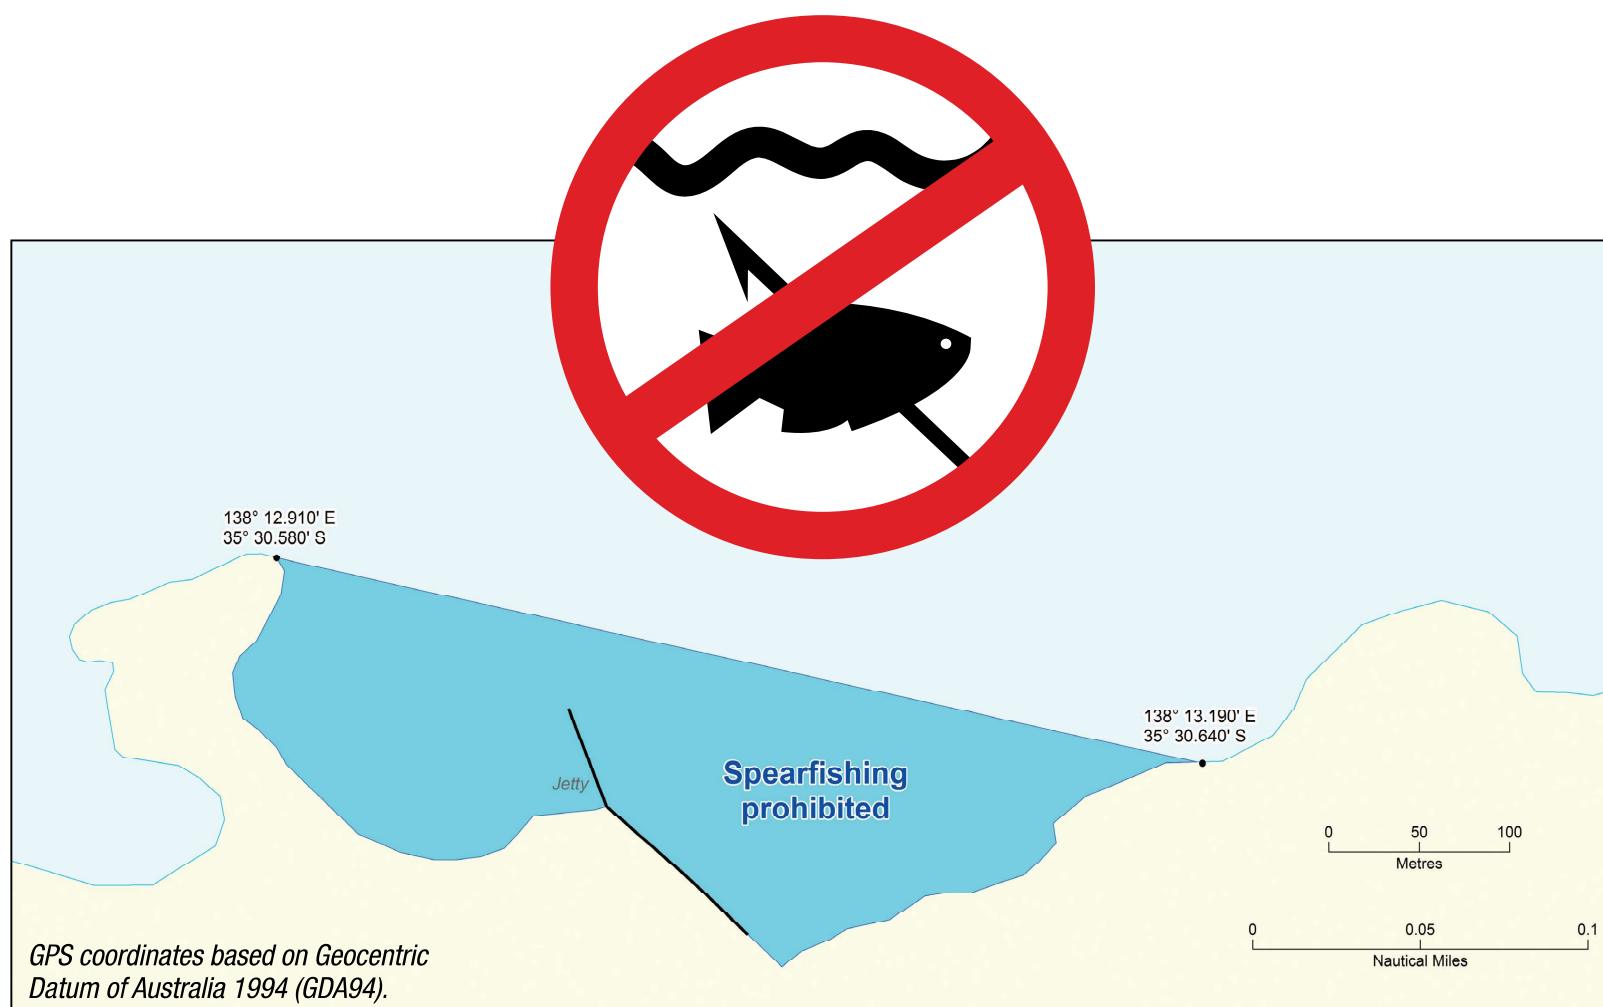 138° 12.910' E
35° 30.580' S
138° 13.190' E
35° 30.640' S
Jetty
Spearfishing
prohibited
0 50 100
Metres
0 0.05 0.1
Nautical Miles
GPS coordinates based on Geocentric
Datum of Australia 1994 (GDA94).